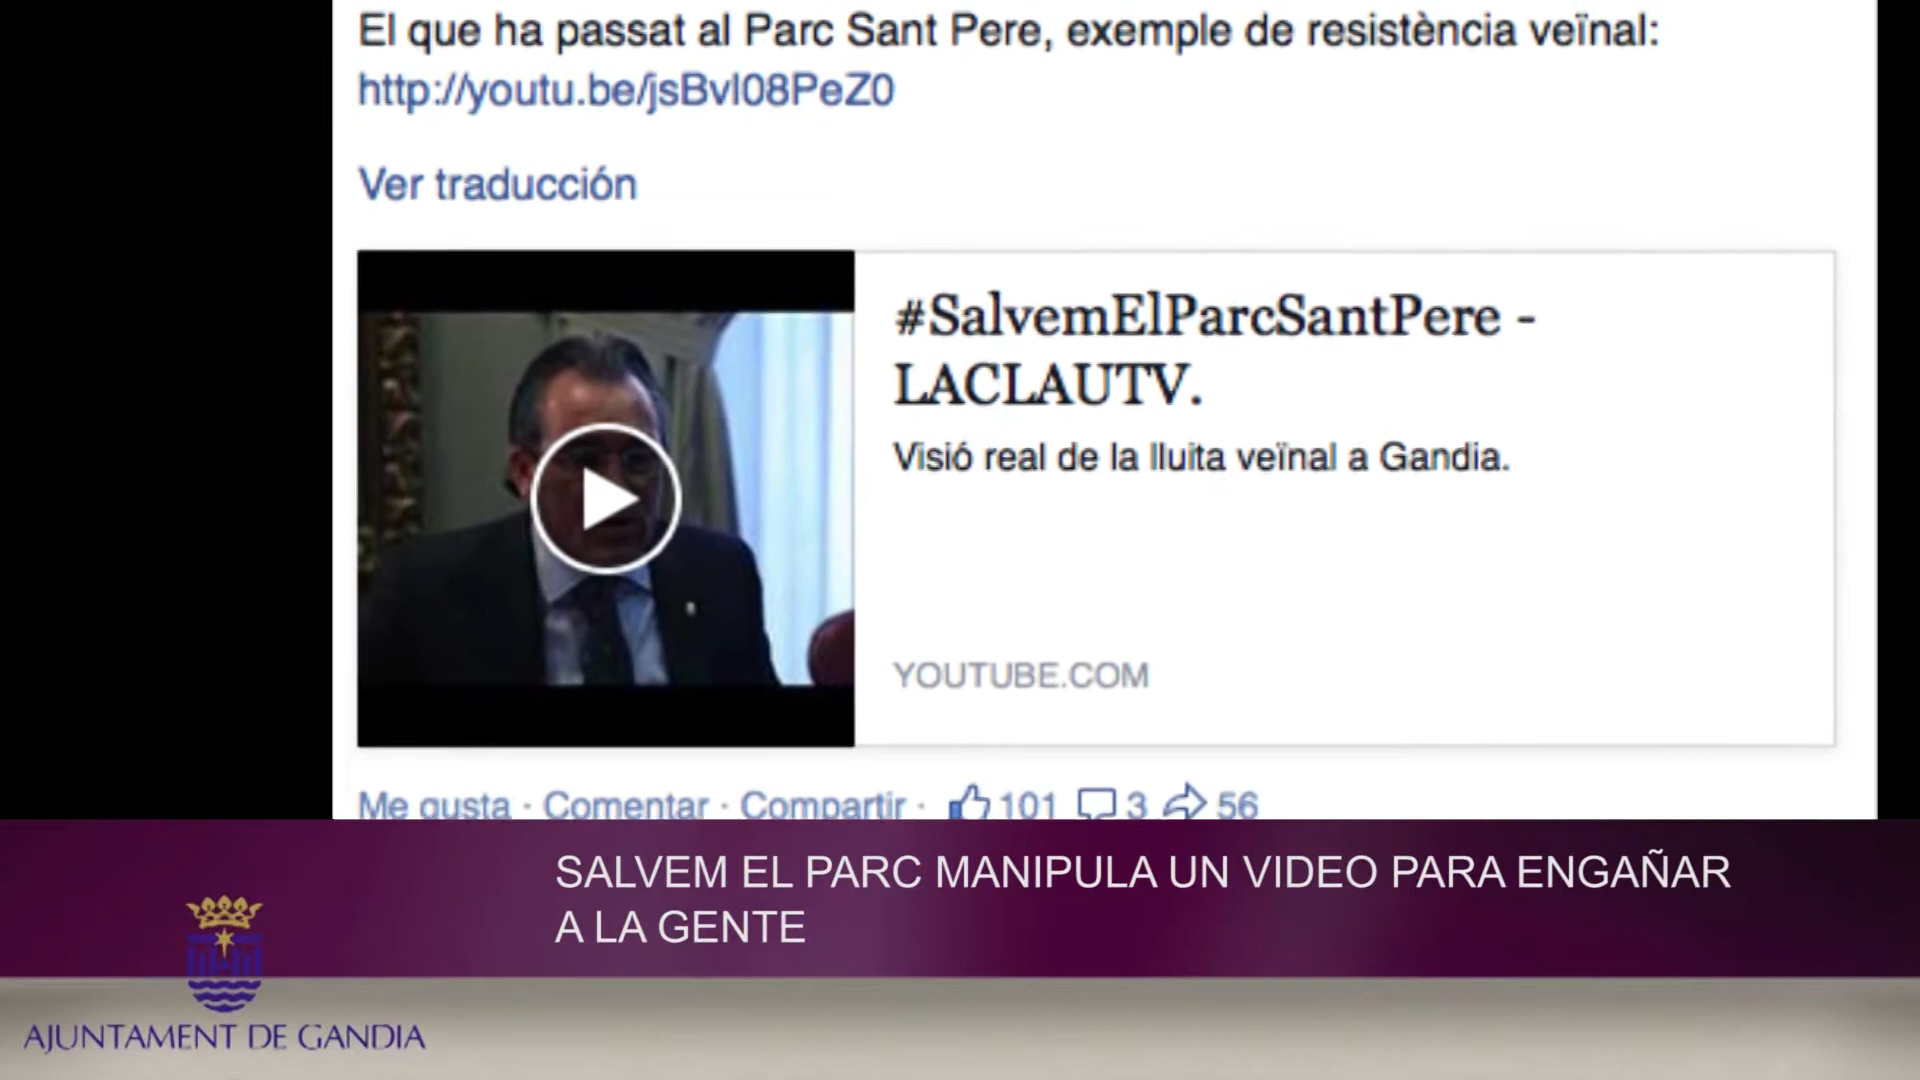 El que ha passat al Parc Sant Pere, exemple de resistència veïnal:
http://youtu.be/jsBvl08PeZ0
Ver traducción
#SalvemElParcSantPere -
LACLAUTV.
Visió real de la lluita veïnal a Gandia.
YOUTUBE.COM
Me gusta · Comentar · Compartir · 101 3 56
SALVEM EL PARC MANIPULA UN VIDEO PARA ENGAÑAR
A LA GENTE
AJUNTAMENT DE GANDIA